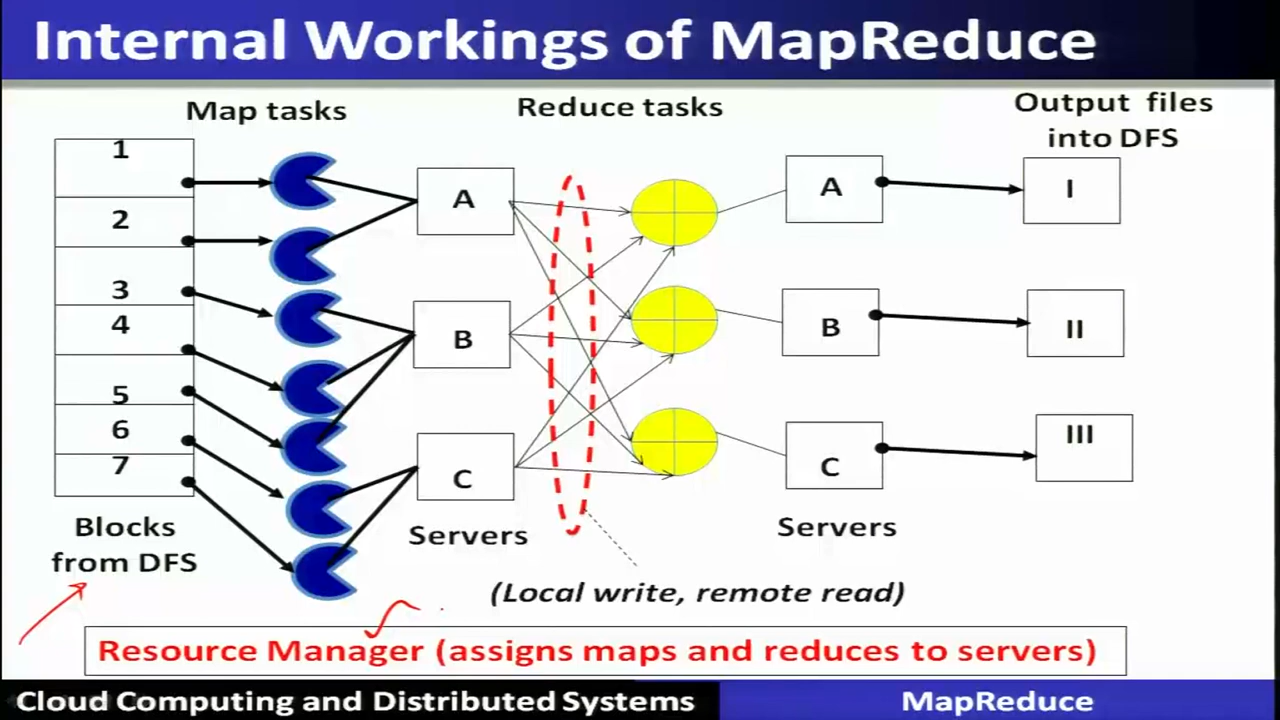 Internal Workings of MapReduce
Map tasks
Reduce tasks
Output files
into DFS
1
2
3
4
5
6
7
A
B
C
A
B
C
I
II
III
Blocks
from DFS
Servers
Servers
(Local write, remote read)
Resource Manager (assigns maps and reduces to servers)
Cloud Computing and Distributed Systems
MapReduce